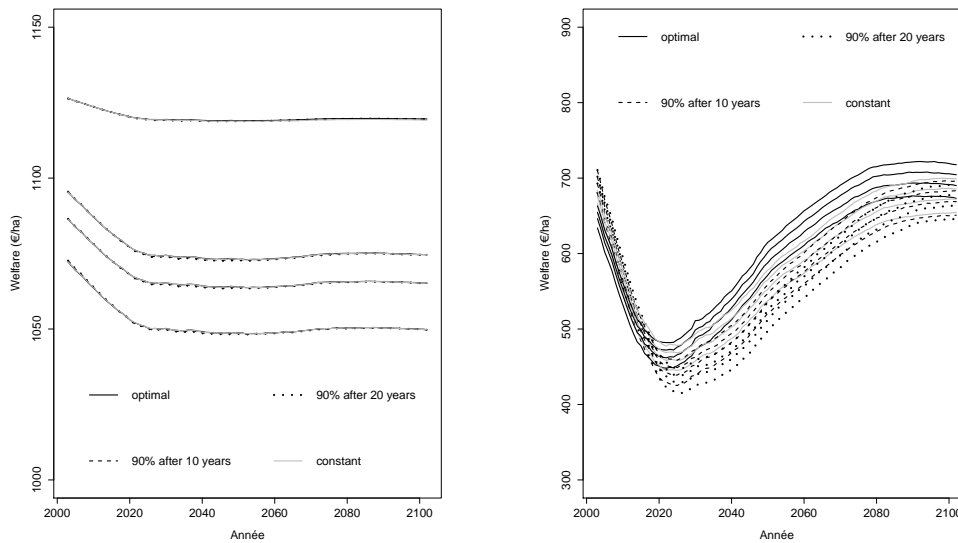 1150
1100
1050
1000
Welfare (€/ha)
optimal
90% after 20 years
90% after 10 years
constant
2000
2020
2040
2060
2080
2100
Année
900
800
700
600
500
400
300
Welfare (€/ha)
optimal
90% after 20 years
90% after 10 years
constant
2000
2020
2040
2060
2080
Année